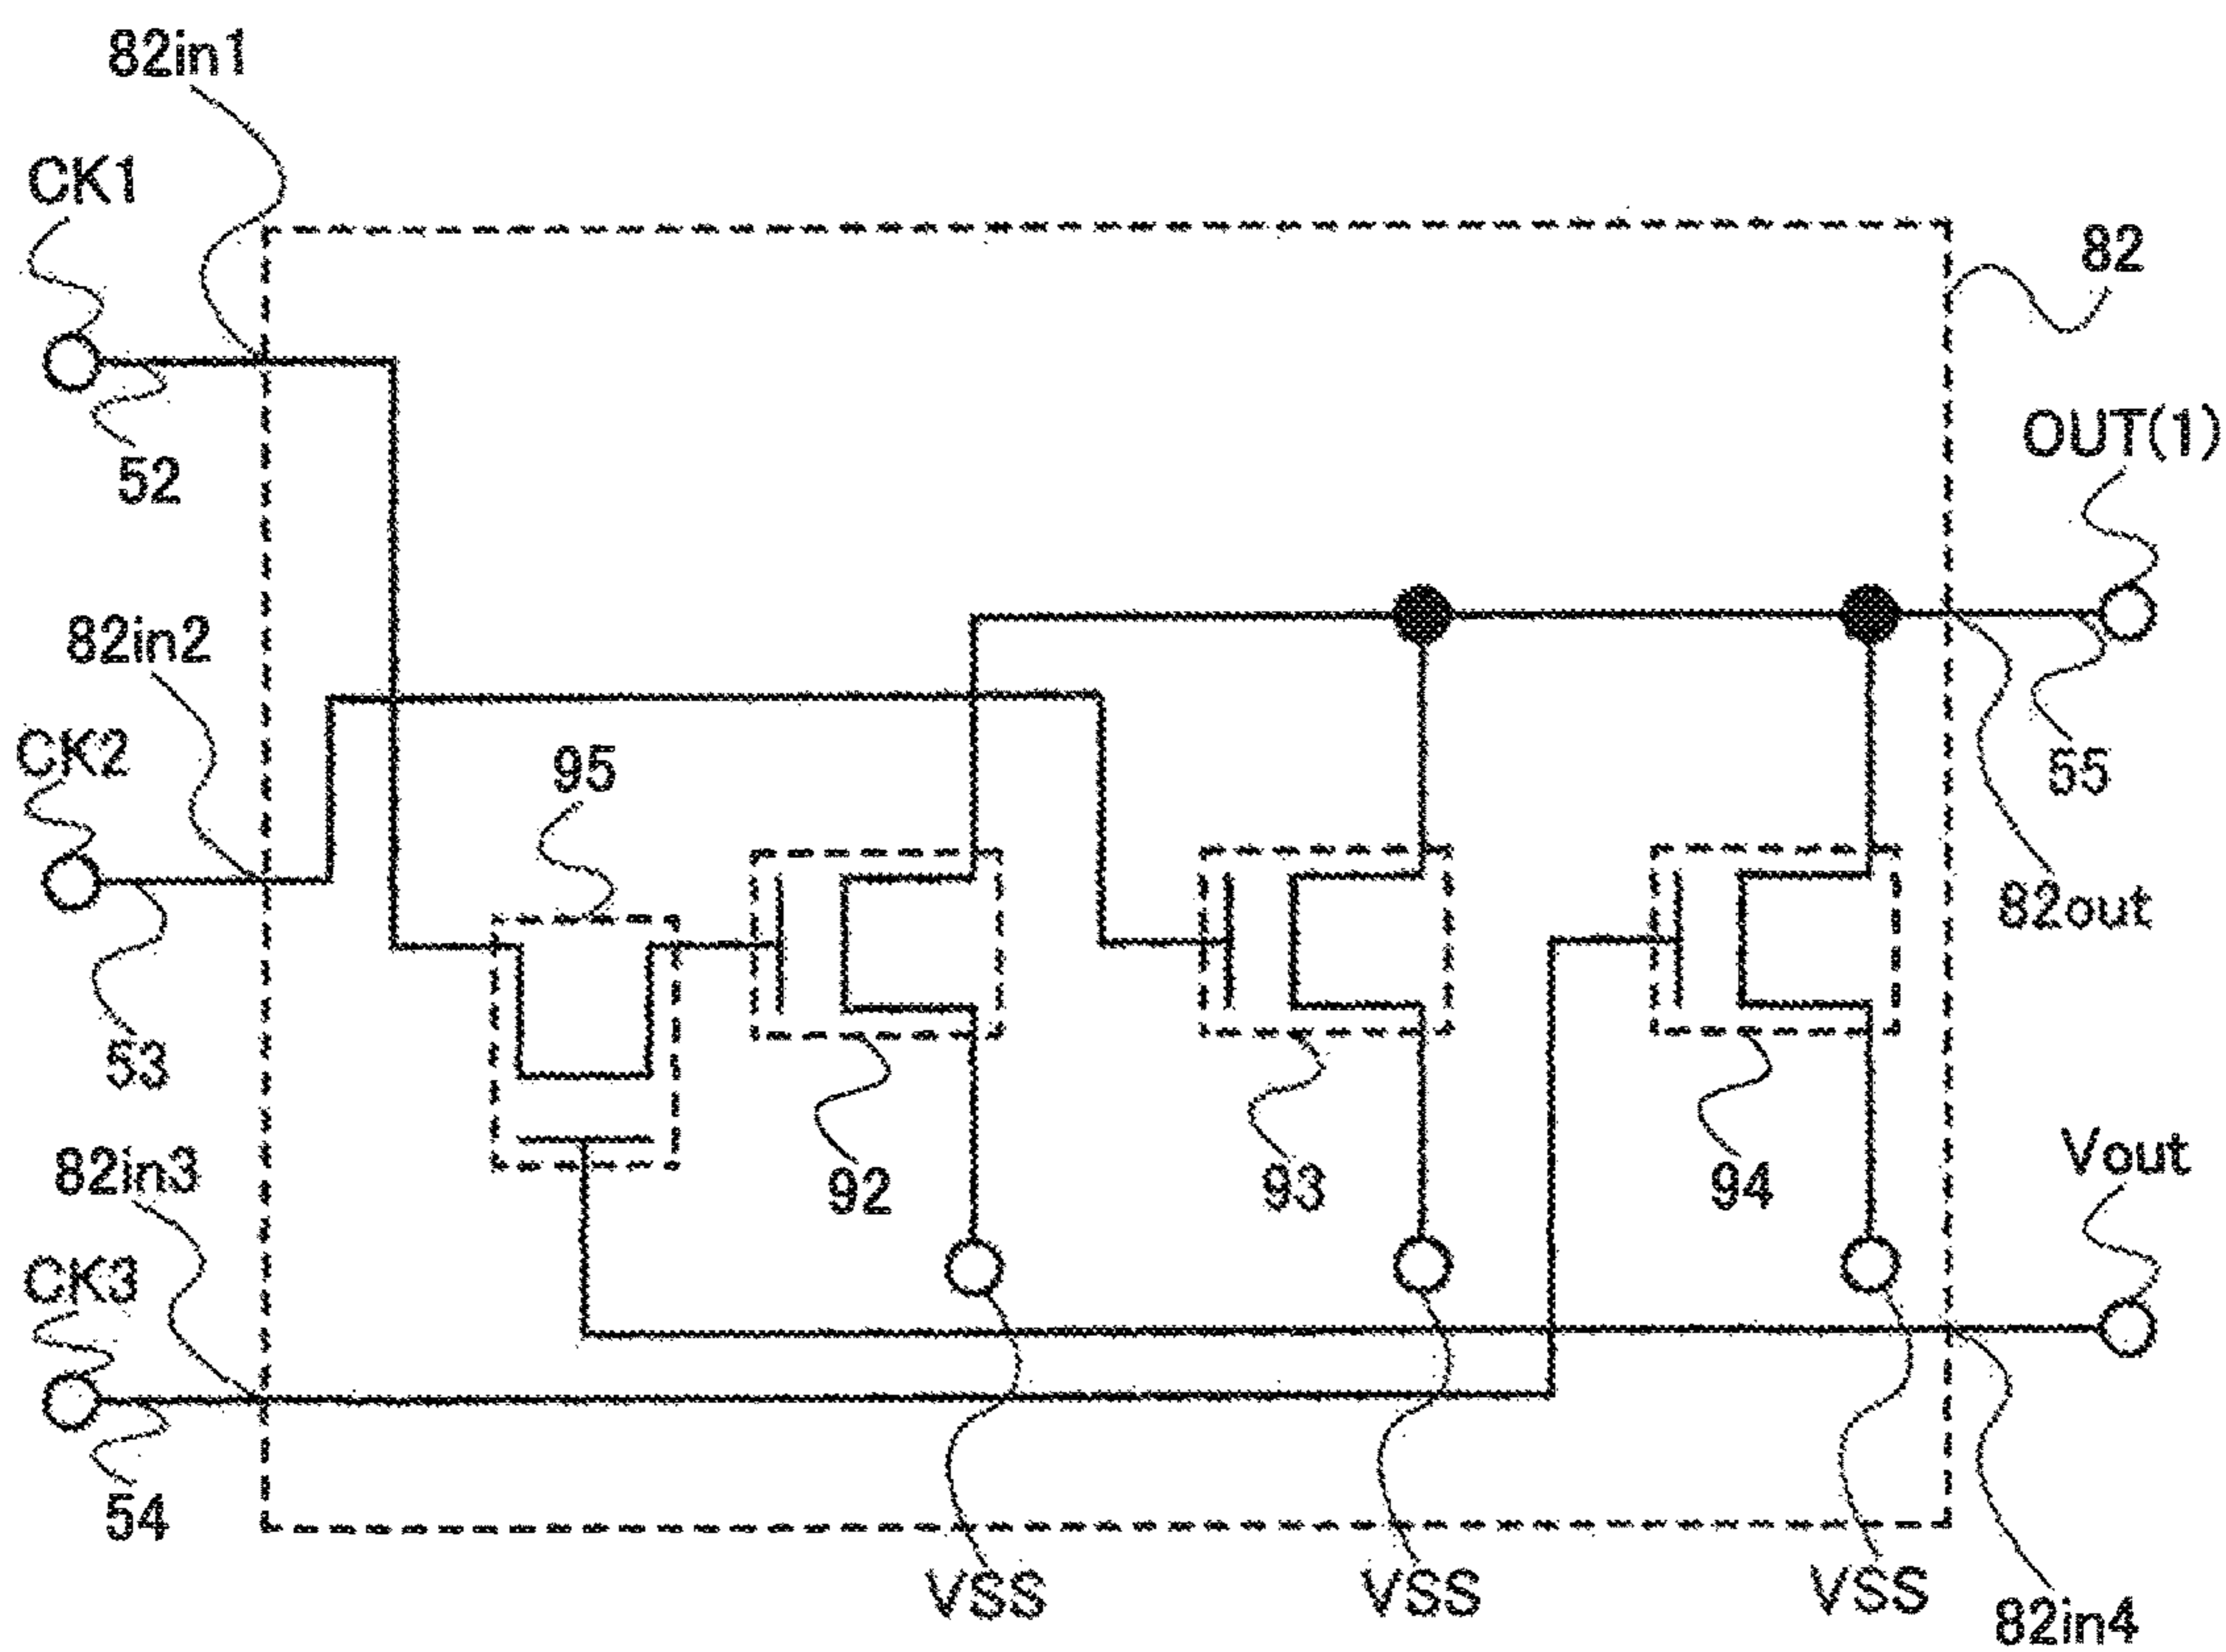 82in1
CK1
82
52
OUT(1)
82in2
CK2
95
55
82out
53
82in3
92
93
94
Vout
CK3
54
VSS
VSS
VSS
82in4